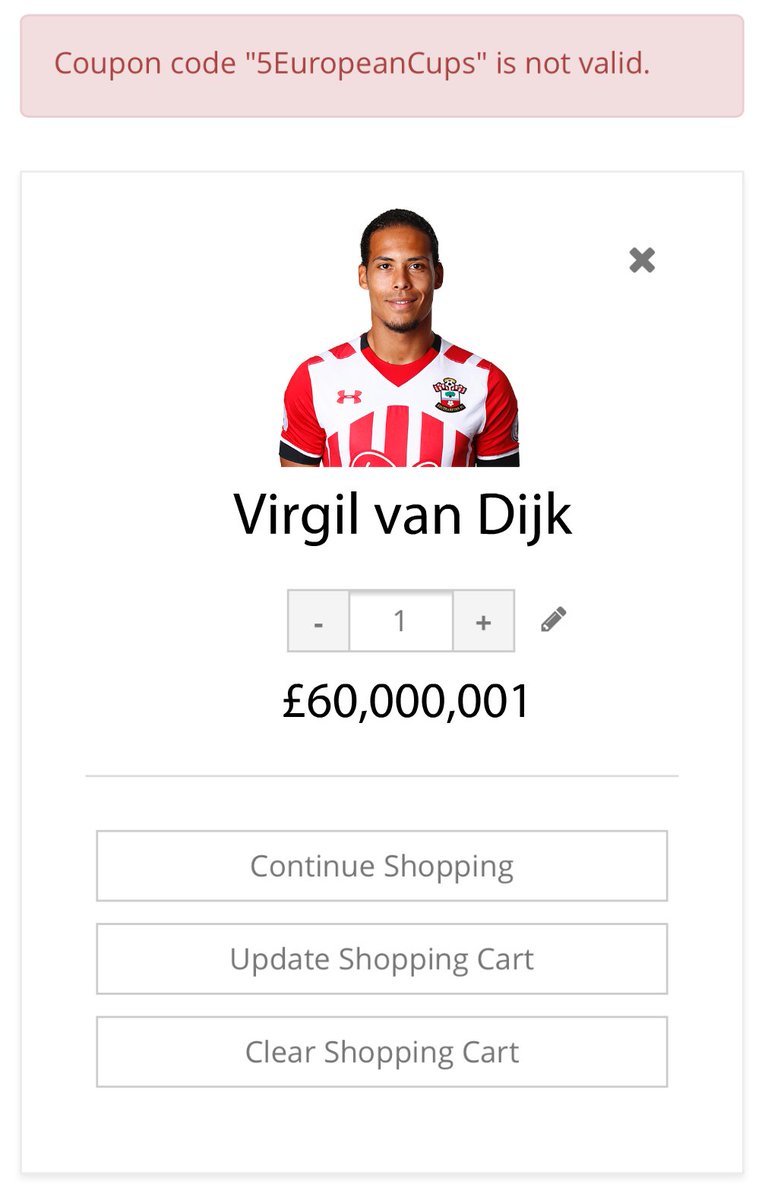 Coupon code "5EuropeanCups" is not valid.
Virgil van Dijk
- 1 +
£60,000,001
Continue Shopping
Update Shopping Cart
Clear Shopping Cart